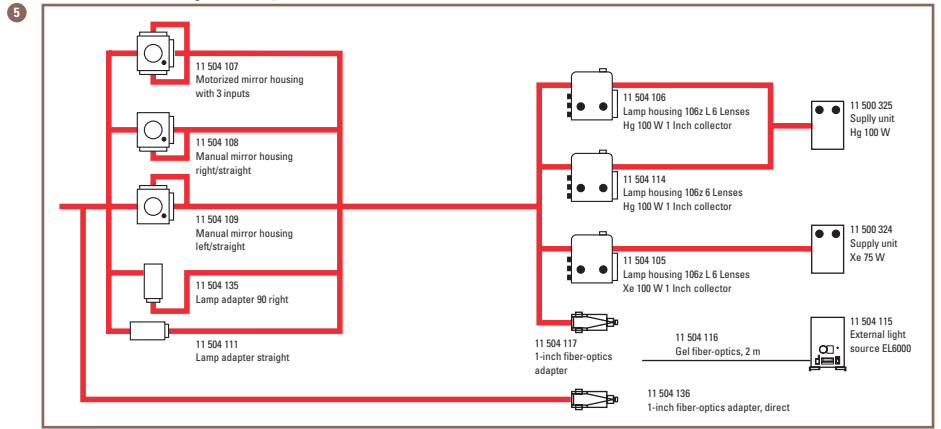 5
11 504 107
Motorized mirror housing
with 3 inputs
11 504 108
Manual mirror housing
right/straight
11 504 109
Manual mirror housing
left/straight
11 504 135
Lamp adapter 90 right
11 504 111
Lamp adapter straight
11 504 106
Lamp housing 106z L 6 Lenses
Hg 100 W 1 Inch collector
11 504 114
Lamp housing 106z 6 Lenses
Hg 100 W 1 Inch collector
11 504 105
Lamp housing 106z L 6 Lenses
Xe 100 W 1 Inch collector
11 504 117
1-inch fiber-optics
adapter
11 504 116
Gel fiber-optics, 2 m
11 504 136
1-inch fiber-optics adapter, direct
11 500 325
Suplly unit
Hg 100 W
11 500 324
Supply unit
Xe 75 W
11 504 115
External light
source EL6000